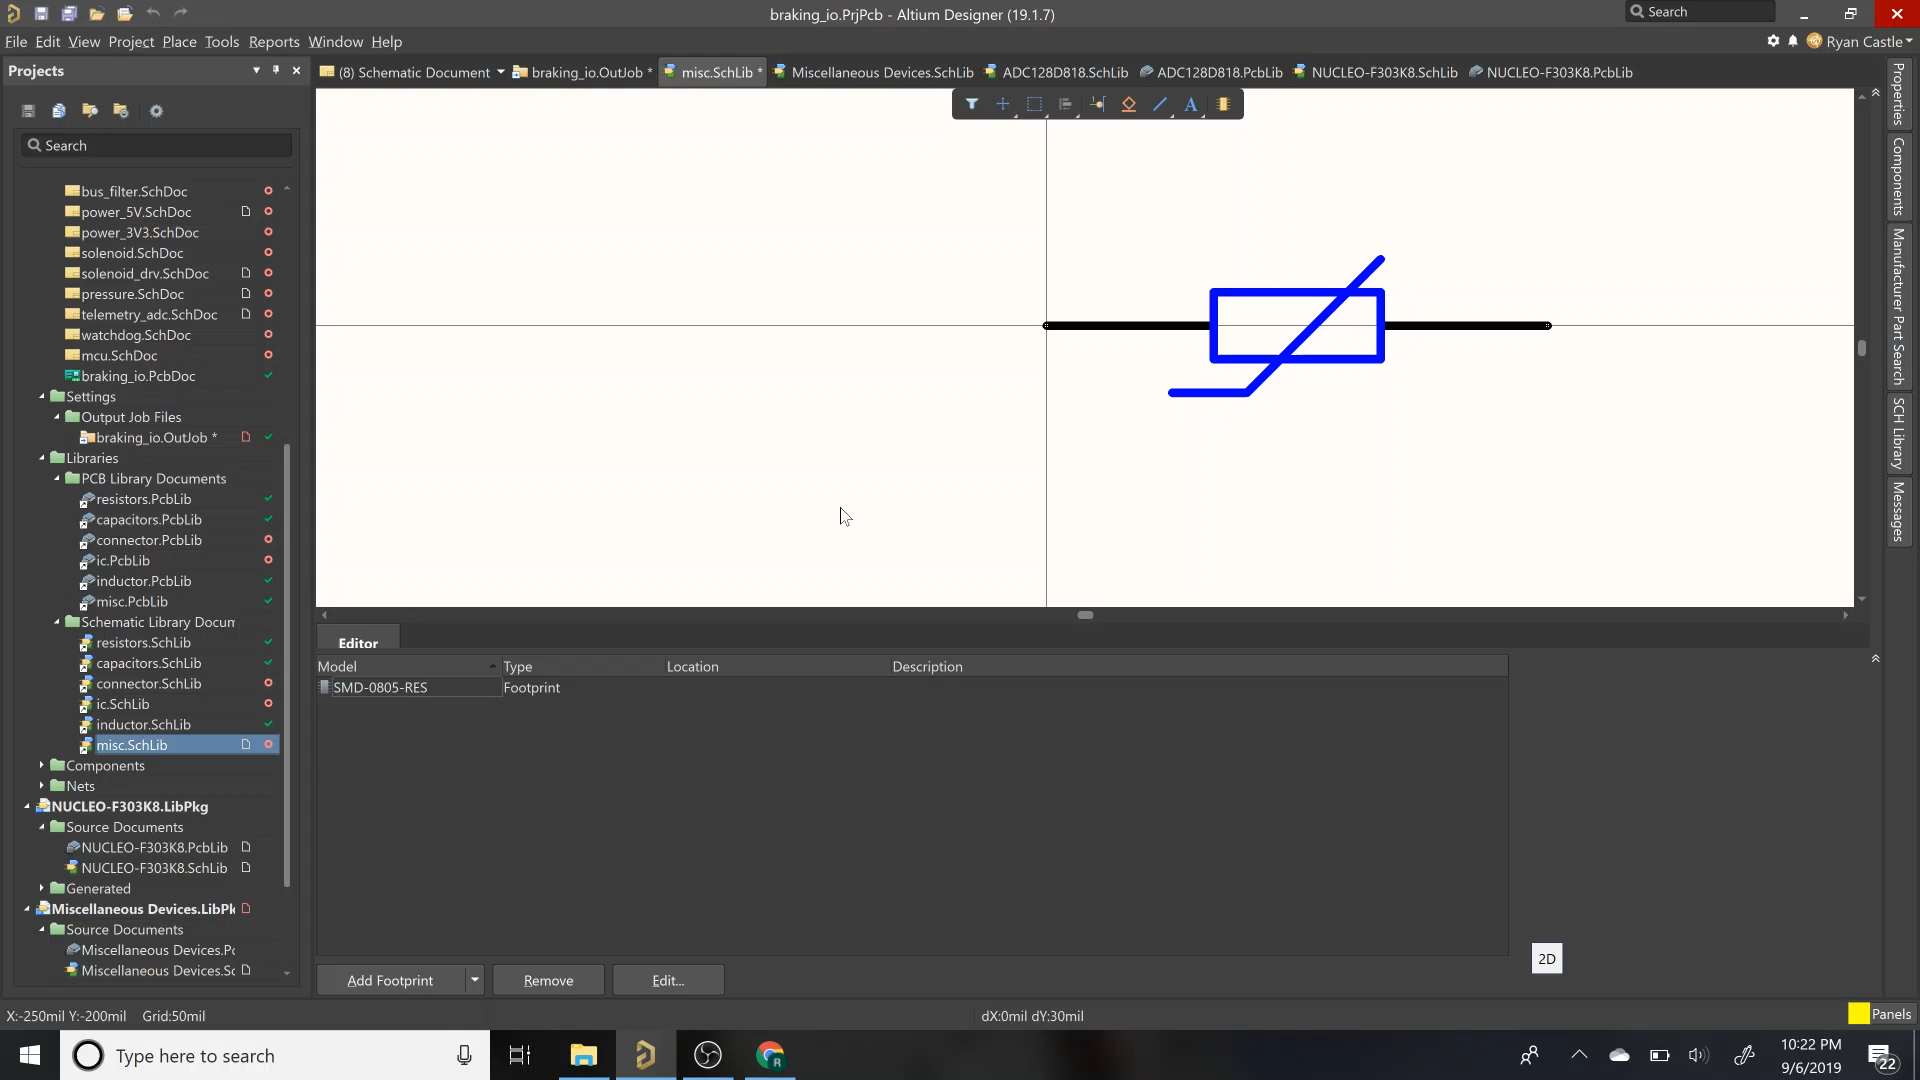 braking_io.PrjPcb - Altium Designer (19.1.7)
Search
File Edit View Project Place Tools Reports Window Help
Ryan Castle
Projects
(8) Schematic Document
braking_io.OutJob *
misc.SchLib *
Miscellaneous Devices.SchLib
ADC128D818.SchLib
ADC128D818.PcbLib
NUCLEO-F303K8.SchLib
NUCLEO-F303K8.PcbLib
A
Search
bus_filter.SchDoc
power_5V.SchDoc
power_3V3.SchDoc
solenoid.SchDoc
solenoid_drv.SchDoc
pressure.SchDoc
telemetry_adc.SchDoc
watchdog.SchDoc
mcu.SchDoc
braking_io.PcbDoc
Settings
Output Job Files
braking_io.OutJob *
Libraries
PCB Library Documents
resistors.PcbLib
capacitors.PcbLib
connector.PcbLib
ic.PcbLib
inductor.PcbLib
misc.PcbLib
Schematic Library Docum
resistors.SchLib
capacitors.SchLib
connector.SchLib
ic.SchLib
inductor.SchLib
misc.SchLib
Components
Nets
NUCLEO-F303K8.LibPkg
Source Documents
NUCLEO-F303K8.PcbLib
NUCLEO-F303K8.SchLib
Generated
Miscellaneous Devices.LibPk
Source Documents
Miscellaneous Devices.Pc
Miscellaneous Devices.Sc
Properties
Components
Manufacturer Part Search
SCH Library
Messages
Editor
Model Type Location Description
SMD-0805-RES Footprint
2D
Add Footprint
Remove
Edit...
X:-250mil Y:-200mil Grid:50mil
dX:0mil dY:30mil
Panels
Type here to search
R
10:22 PM
9/6/2019
22